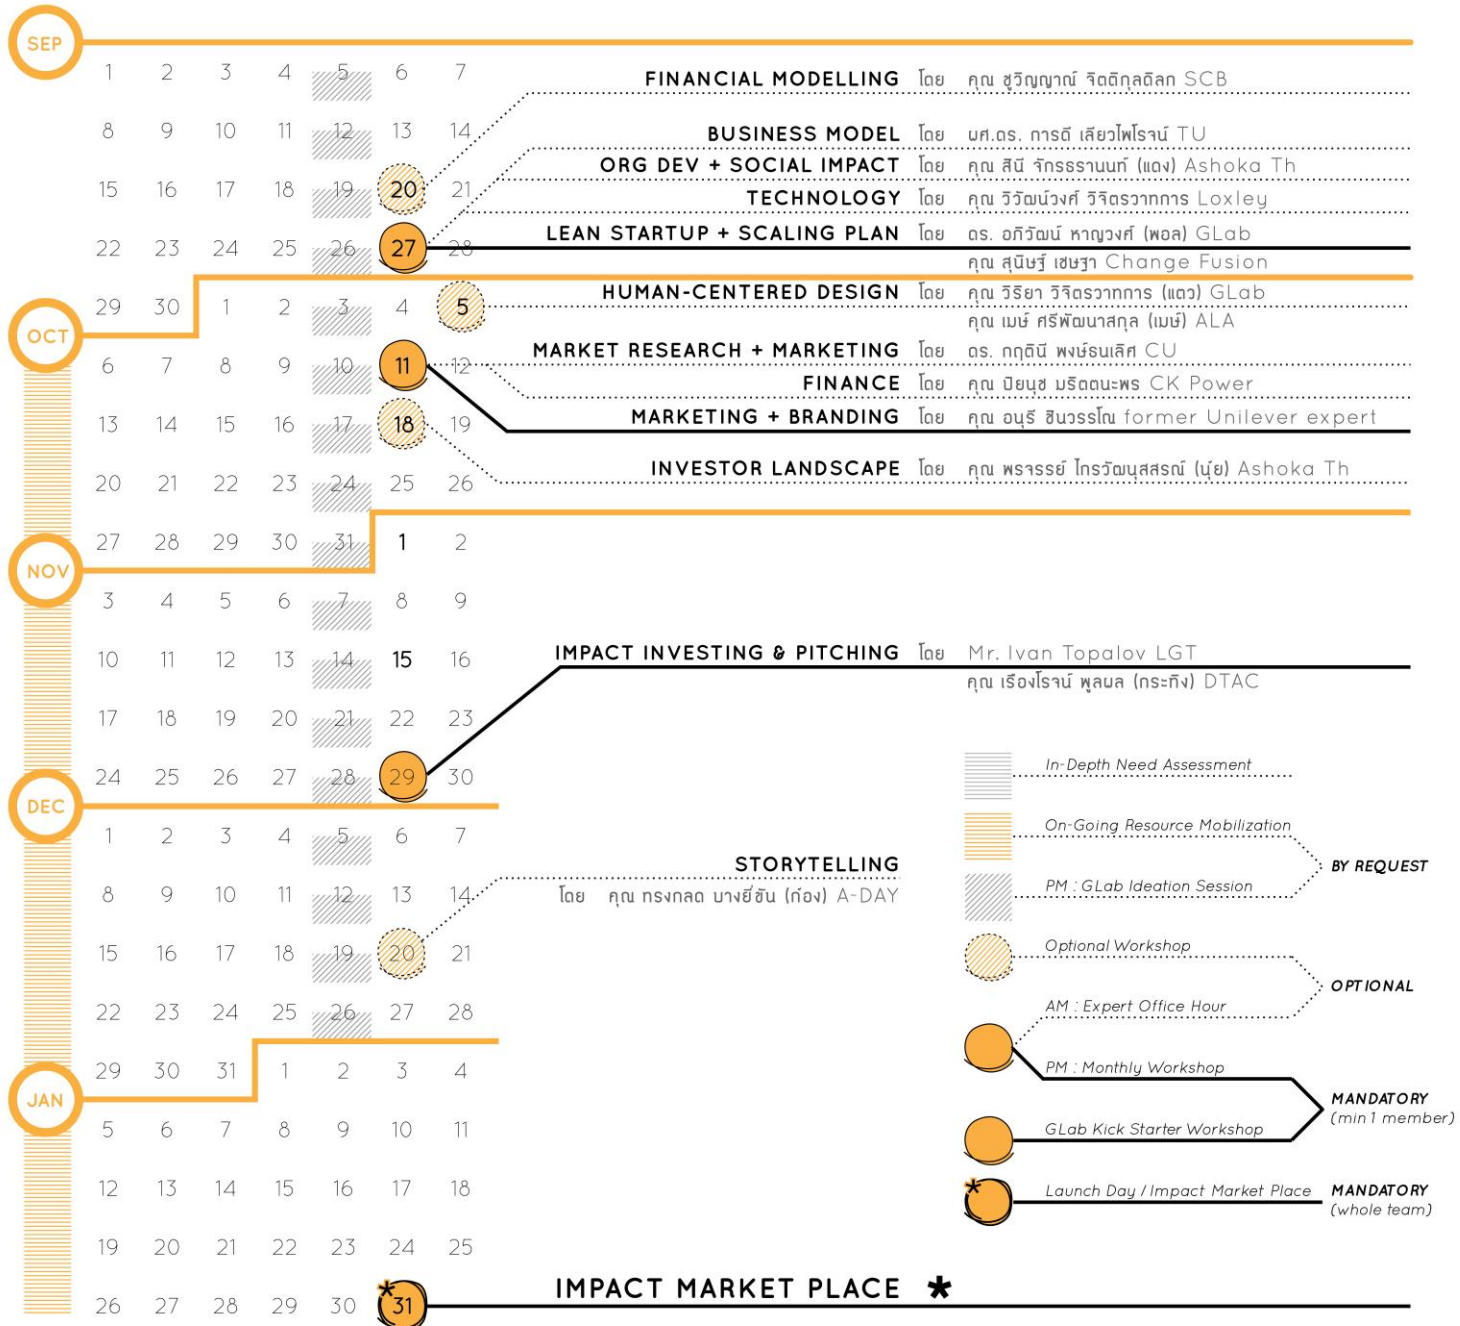 SEP
1 2 3 4 5 6 7
FINANCIAL MODELLING โดย คุณ ชูวิญญาณ์ จิตติกุลดิลก SCB
8 9 10 11 12 13 14
BUSINESS MODEL โดย ผศ.ดร. การดี เลียวไพโรจน์ TU
ORG DEV + SOCIAL IMPACT โดย คุณ สินี จักรธรานนท์ (แดง) Ashoka Th
15 16 17 18 19 20 21
TECHNOLOGY โดย คุณ วิวัฒน์วงศ์ วิจิตรวาทการ Loxley
LEAN STARTUP + SCALING PLAN โดย ดร. อภิวัฒน์ หาญวงศ์ (พอล) GLab
22 23 24 25 26 27 28
คุณ สุนิษฐ์ เชษฐา Change Fusion
HUMAN-CENTERED DESIGN โดย คุณ วิริยา วิจิตรวาทการ (แตว) GLab
29 30 1 2 3 4 5
คุณ เมษ์ ศรีพัฒนาสกุล (เมษ์) ALA
OCT
MARKET RESEARCH + MARKETING โดย ดร. กฤตินี พงษ์ธนเลิศ CU
6 7 8 9 10 11 12
FINANCE โดย คุณ ปิยนุช มริตตนะพร CK Power
MARKETING + BRANDING โดย คุณ อนุรี ชินวรรโณ former Unilever expert
13 14 15 16 17 18 19
INVESTOR LANDSCAPE โดย คุณ พรจรรย์ ไกรวัฒนุสสรณ์ (นุ่ย) Ashoka Th
20 21 22 23 24 25 26
27 28 29 30 31 1 2
NOV
3 4 5 6 7 8 9
IMPACT INVESTING & PITCHING โดย Mr. Ivan Topalov LGT
10 11 12 13 14 15 16
คุณ เรืองโรจน์ พูลผล (กระทิง) DTAC
17 18 19 20 21 22 23
24 25 26 27 28 29 30
DEC
1 2 3 4 5 6 7
STORYTELLING
8 9 10 11 12 13 14
โดย คุณ ทรงกลด บางยี่ขัน (ก้อง) A-DAY
15 16 17 18 19 20 21
22 23 24 25 26 27 28
29 30 31 1 2 3 4
JAN
5 6 7 8 9 10 11
12 13 14 15 16 17 18
19 20 21 22 23 24 25
26 27 28 29 30 *31
IMPACT MARKET PLACE *
In-Depth Need Assessment
On-Going Resource Mobilization
BY REQUEST
PM : GLab Ideation Session
Optional Workshop
OPTIONAL
AM : Expert Office Hour
PM : Monthly Workshop
MANDATORY
(min 1 member)
GLab Kick Starter Workshop
*
Launch Day / Impact Market Place
MANDATORY
(whole team)